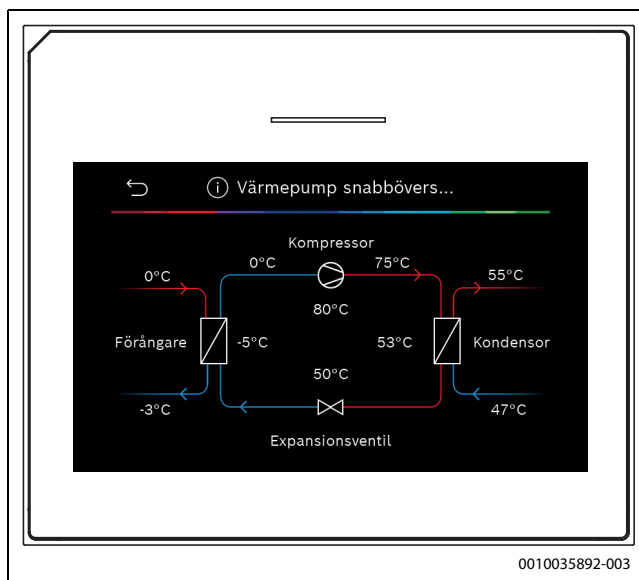 i Värmepump snabbövers...
Kompressor
0°C 0°C 75°C 55°C
80°C
Förångare -5°C 53°C Kondensor
50°C
-3°C 47°C
Expansionsventil
0010035892-003